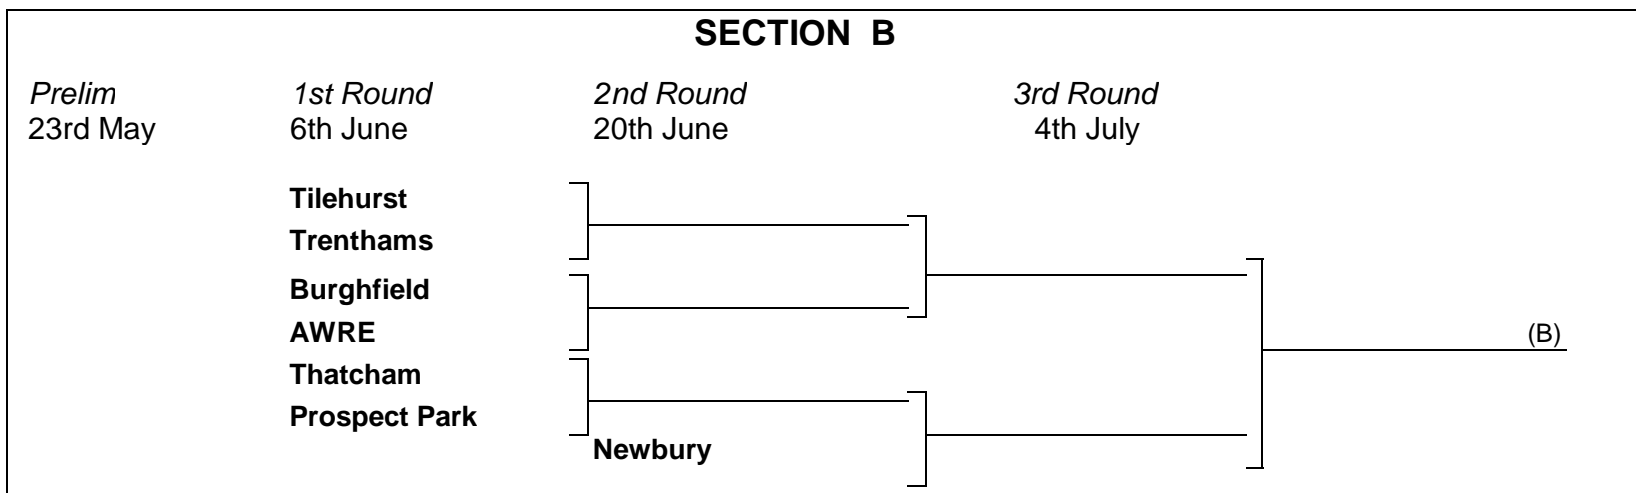 SECTION B
Prelim 1st Round 2nd Round 3rd Round
23rd May 6th June 20th June 4th July
Tilehurst
Trenthams
Burghfield
AWRE
(B)
Thatcham
Prospect Park
Newbury